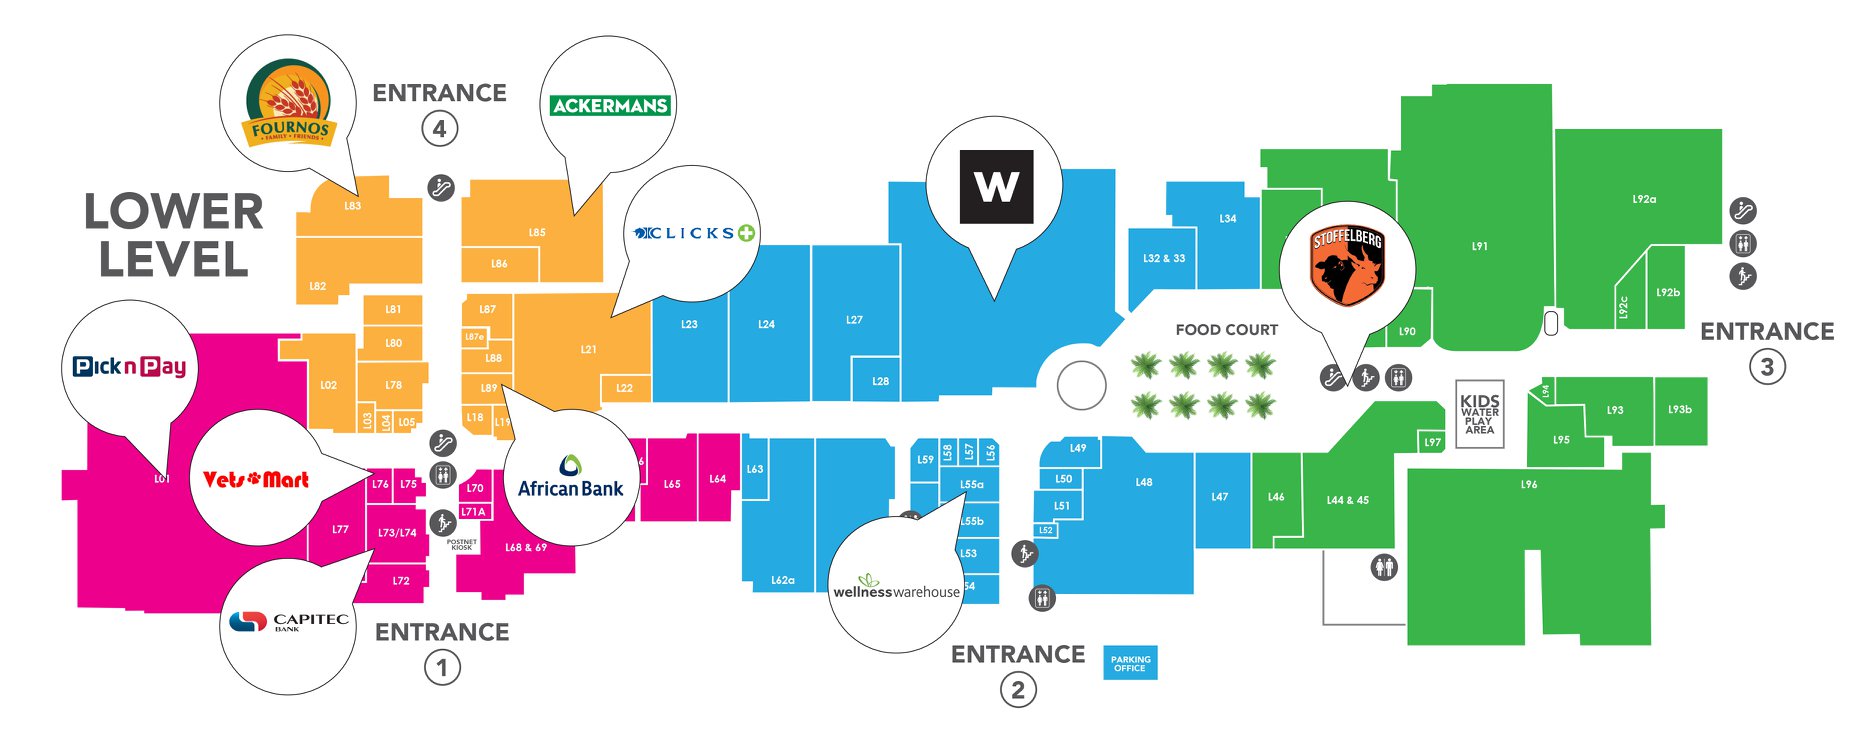 FOURNOS
• FAMILY • FRIENDS •
ENTRANCE
4
ACKERMANS
CLICKS
W
STOFFELBERG
LOWER
LEVEL
L83
L82
L85
L86
L81
L80
L78
L87
L87e
L88
L89
L18
L19
L21
L22
L02
L03
L04
L05
L23
L24
L27
L28
L34
L32 & 33
FOOD COURT
L90
L91
L92a
L92c
L92b
ENTRANCE
3
Pick n Pay
L01
Vets Mart
L76
L75
L77
L73/L74
L72
L70
L71A
POSTNET
KIOSK
L68 & 69
African Bank
6
L65
L64
L63
L62a
L59
L58
L57
L56
L55a
L55b
L53
54
wellness warehouse
L49
L50
L51
L52
L48
L47
L46
L44 & 45
L97
KIDS
WATER
PLAY
AREA
L94
L93
L93b
L95
L96
CAPITEC
BANK
ENTRANCE
1
ENTRANCE
2
PARKING
OFFICE